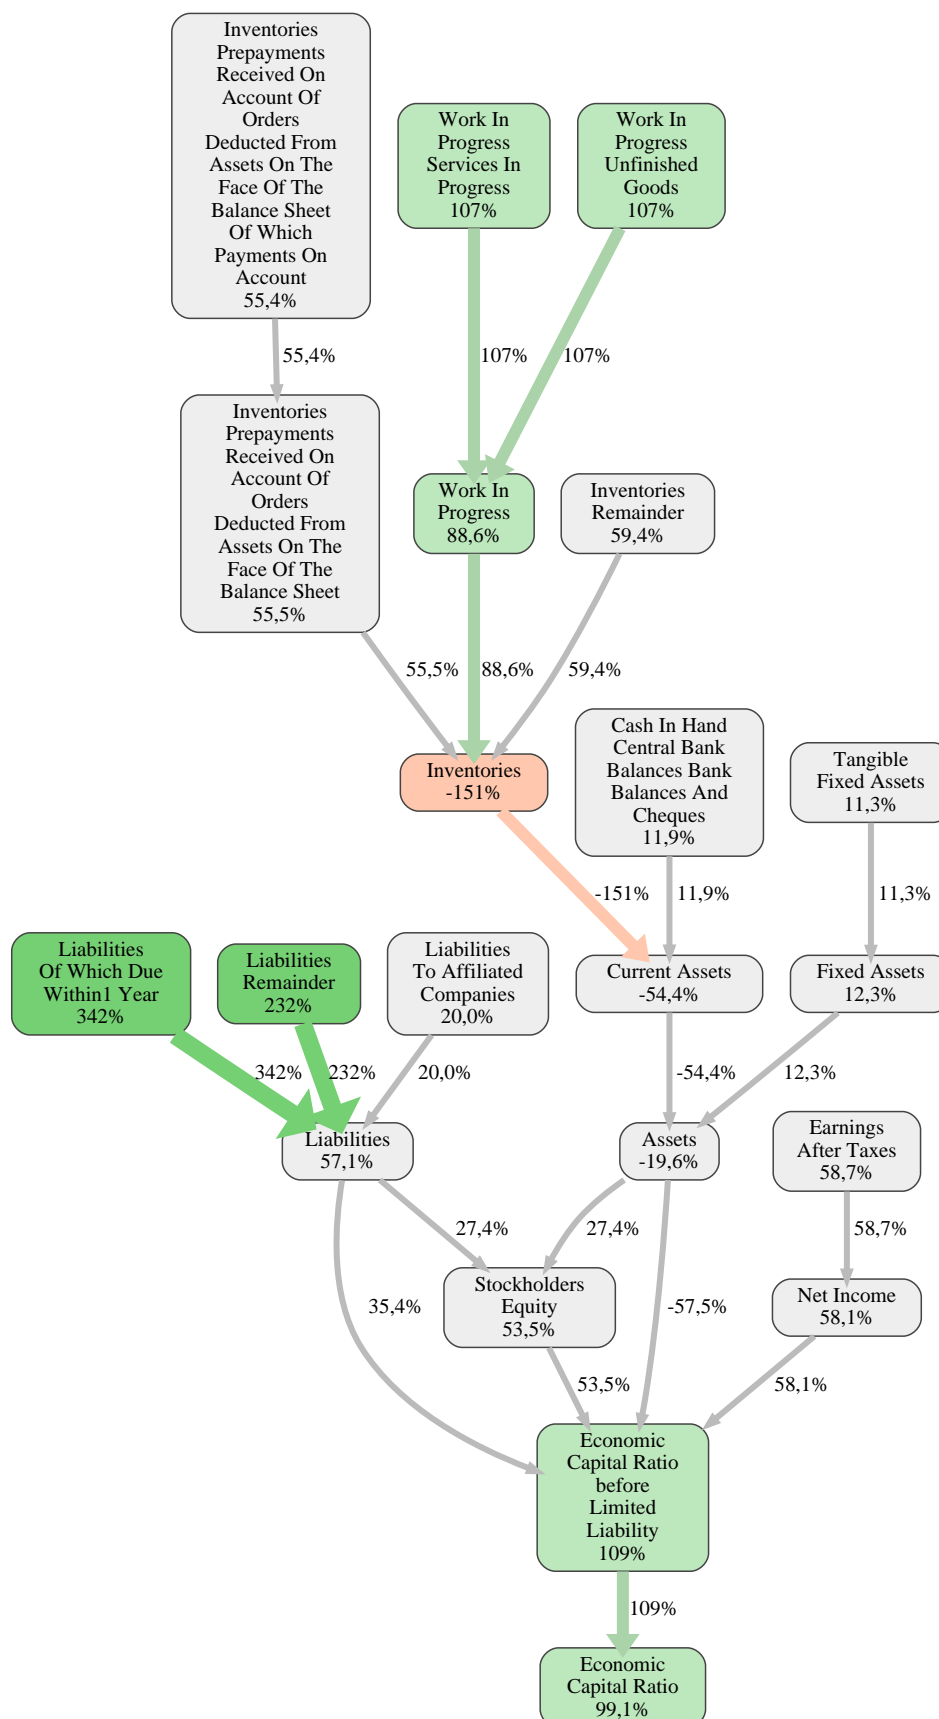 Inventories
Prepayments
Received On
Account Of
Orders
Deducted From
Assets On The
Face Of The
Balance Sheet
Of Which
Payments On
Account
55,4%
Work In
Progress
Services In
Progress
107%
Work In
Progress
Unfinished
Goods
107%
55,4%
107%
107%
Inventories
Prepayments
Received On
Account Of
Orders
Deducted From
Assets On The
Face Of The
Balance Sheet
55,5%
Work In
Progress
88,6%
Inventories
Remainder
59,4%
55,5%
88,6%
59,4%
Inventories
-151%
Cash In Hand
Central Bank
Balances Bank
Balances And
Cheques
11,9%
Tangible
Fixed Assets
11,3%
-151%
11,9%
11,3%
Liabilities
Of Which Due
Within1 Year
342%
Liabilities
Remainder
232%
Liabilities
To Affiliated
Companies
20,0%
Current Assets
-54,4%
Fixed Assets
12,3%
342%
232%
20,0%
-54,4%
12,3%
Liabilities
57,1%
Assets
-19,6%
Earnings
After Taxes
58,7%
27,4%
27,4%
58,7%
35,4%
Stockholders
Equity
53,5%
-57,5%
Net Income
58,1%
53,5%
58,1%
Economic
Capital Ratio
before
Limited
Liability
109%
109%
Economic
Capital Ratio
99,1%